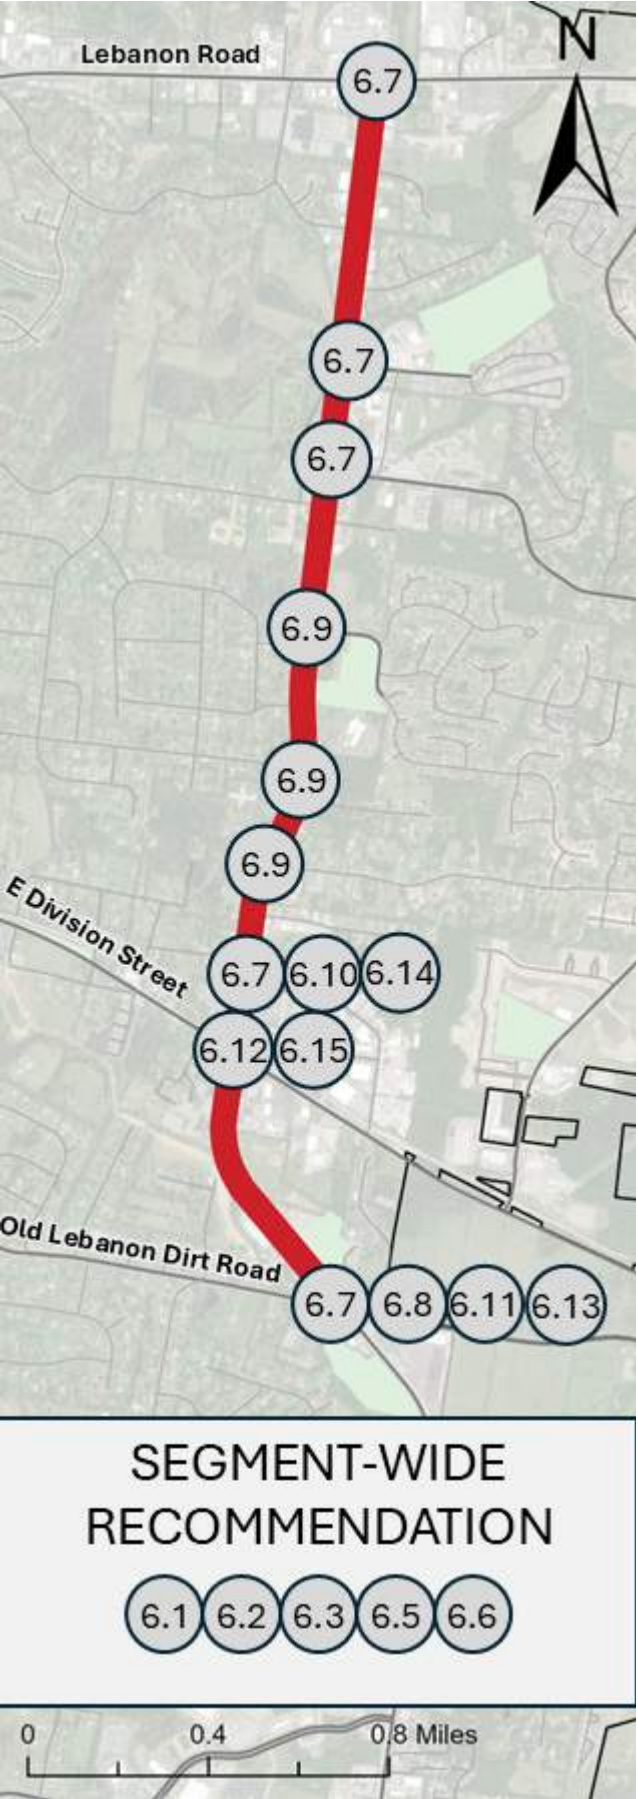 N
Lebanon Road
6.7
6.7
6.7
6.9
6.9
6.9
E Division Street
6.7 6.10 6.14
6.12 6.15
Old Lebanon Dirt Road
6.7 6.8 6.11 6.13
SEGMENT-WIDE
RECOMMENDATION
6.1 6.2 6.3 6.5 6.6
0 0.4 0.8 Miles